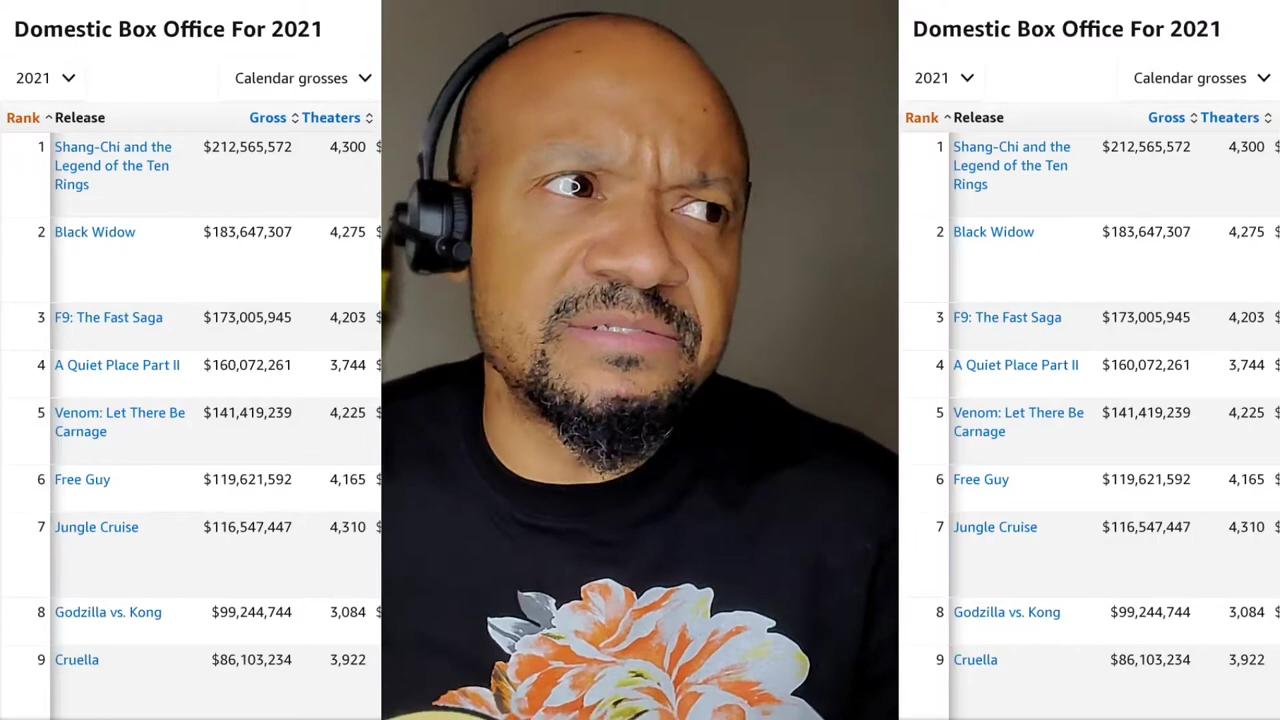 Domestic Box Office For 2021
2021 Calendar grosses
Rank Release Gross Theaters
1 Shang-Chi and the $212,565,572 4,300 $
Legend of the Ten
Rings
2 Black Widow $183,647,307 4,275 $
3 F9: The Fast Saga $173,005,945 4,203 $
4 A Quiet Place Part II $160,072,261 3,744 $
5 Venom: Let There Be $141,419,239 4,225 $
Carnage
6 Free Guy $119,621,592 4,165 $
7 Jungle Cruise $116,547,447 4,310 $
8 Godzilla vs. Kong $99,244,744 3,084 $
9 Cruella $86,103,234 3,922
Domestic Box Office For 2021
2021 Calendar grosses
Rank Release Gross Theaters
1 Shang-Chi and the $212,565,572 4,300 $
Legend of the Ten
Rings
2 Black Widow $183,647,307 4,275 $
3 F9: The Fast Saga $173,005,945 4,203 $
4 A Quiet Place Part II $160,072,261 3,744 $
5 Venom: Let There Be $141,419,239 4,225 $
Carnage
6 Free Guy $119,621,592 4,165 $
7 Jungle Cruise $116,547,447 4,310 $
8 Godzilla vs. Kong $99,244,744 3,084 $
9 Cruella $86,103,234 3,922